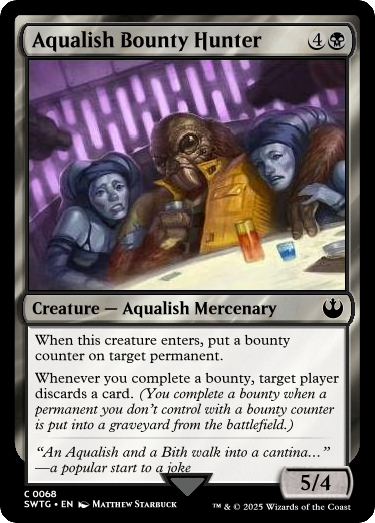 Aqualish Bounty Hunter 4
Creature — Aqualish Mercenary
When this creature enters, put a bounty
counter on target permanent.
Whenever you complete a bounty, target player
discards a card. (You complete a bounty when a
permanent you don't control with a bounty counter
is put into a graveyard from the battlefield.)
"An Aqualish and a Bith walk into a cantina…"
—a popular start to a joke
5/4
C 0068
SWTG • EN Matthew Starbuck
™ & © 2025 Wizards of the Coast